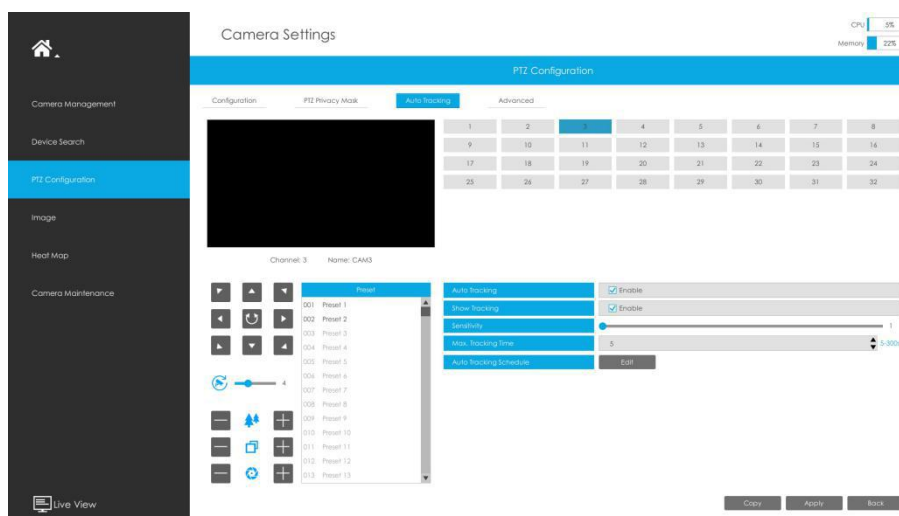 Camera Settings
CPU 5%
Memory 22%
PTZ Configuration
Configuration PTZ Privacy Mask Auto Tracking Advanced
Camera Management
Device Search
PTZ Configuration
Image
Heat Map
Camera Maintenance
Live View
1 2 3 4 5 6 7 8
9 10 11 12 13 14 15 16
17 18 19 20 21 22 23 24
25 26 27 28 29 30 31 32
Channel: 3 Name: CAM3
4
Preset
001 Preset 1
002 Preset 2
003 Preset 3
004 Preset 4
005 Preset 5
006 Preset 6
007 Preset 7
008 Preset 8
009 Preset 9
010 Preset 10
011 Preset 11
012 Preset 12
013 Preset 13
Auto Tracking Enable
Show Tracking Enable
Sensitivity 1
Max. Tracking Time 5 5-300
Auto Tracking Schedule Edit
Copy Apply Back